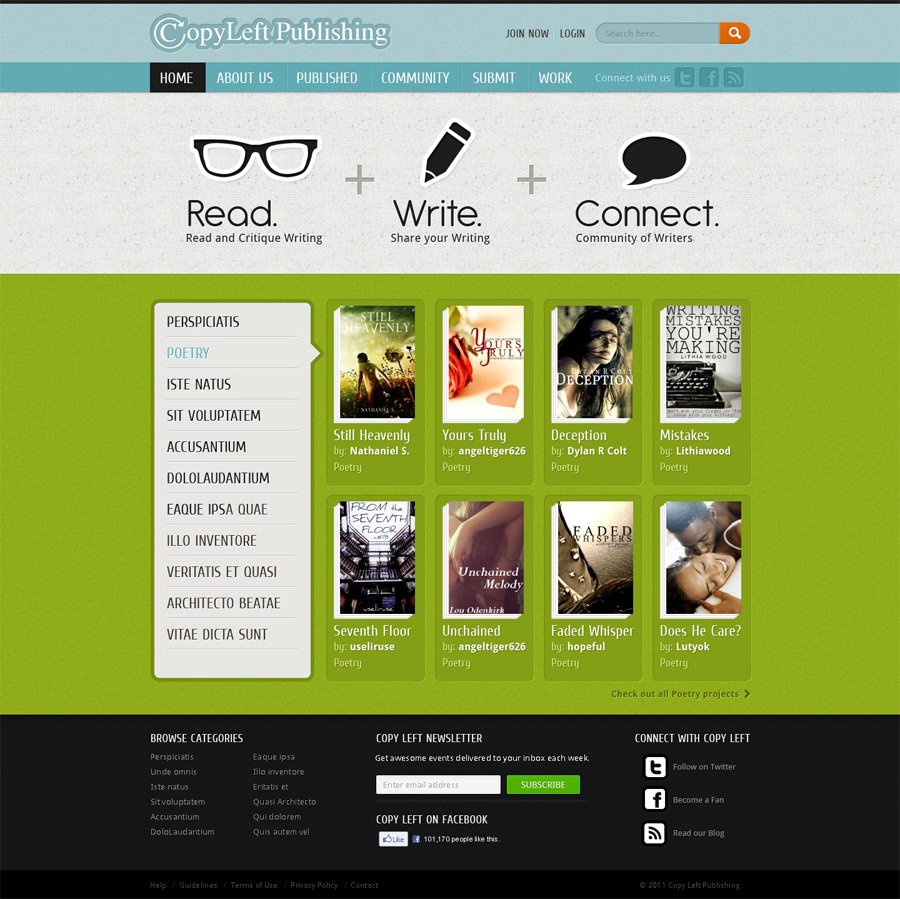 CopyLeft Publishing
JOIN NOW LOGIN Search here..
HOME ABOUT US PUBLISHED COMMUNITY SUBMIT WORK Connect with us
Read. Write. Connect.
Read and Critique Writing Share your Writing Community of Writers
PERSPICIATIS
POETRY
ISTE NATUS
SIT VOLUPTATEM
ACCUSANTIUM
DOLOLAUDANTIUM
EAQUE IPSA QUAE
ILLO INVENTORE
VERITATIS ET QUASI
ARCHITECTO BEATAE
VITAE DICTA SUNT
STILL
HEAVENLY
NATHANIEL S.
Still Heavenly
by: Nathaniel S.
Poetry
YOURS
TRULY
Yours Truly
by: angeltiger626
Poetry
DYLAN R COLT
DECEPTION
Deception
by: Dylan R Colt
Poetry
WRITING
MISTAKES
YOU'RE
MAKING
LITHIA WOOD
Mistakes
by: Lithiawood
Poetry
FROM THE
SEVENTH
FLOOR
useliruse
Seventh Floor
by: useliruse
Poetry
Unchained
Melody
Lou Odenkirk
Unchained
by: angeltiger626
Poetry
FADED
WHISPERS
Faded Whisper
by: hopeful
Poetry
Does He Care?
by: Lutyok
Poetry
Check out all Poetry projects
BROWSE CATEGORIES
Perspiciatis Eaque ipsa
Unde omnis Illo inventore
Iste natus Eritatis et
Sit voluptatem Quasi Architecto
Accusantium Qui dolorem
DoloLaudantium Quis autem vel
COPY LEFT NEWSLETTER
Get awesome events delivered to your inbox each week.
Enter email address SUBSCRIBE
COPY LEFT ON FACEBOOK
Like 101,170 people like this.
CONNECT WITH COPY LEFT
Follow on Twitter
Become a Fan
Read our Blog
Help / Guidelines / Terms of Use / Privacy Policy / Contact
© 2011 Copy Left Publishing